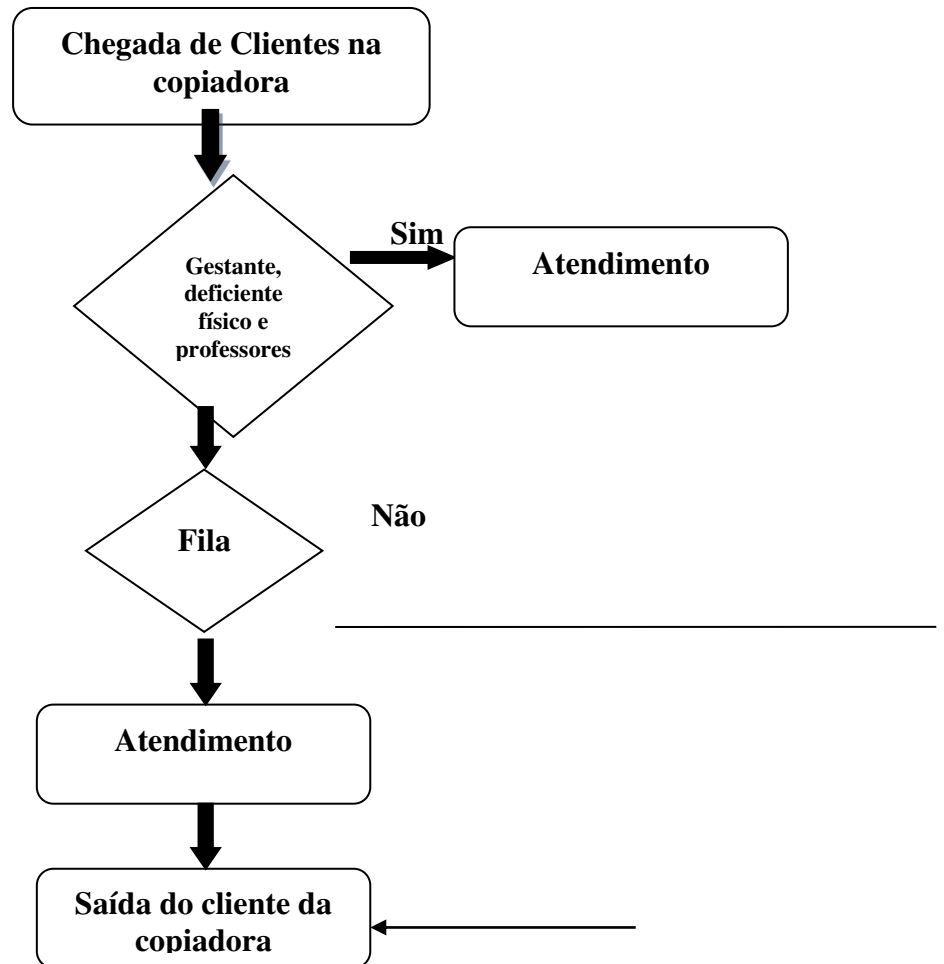 Chegada de Clientes na
copiadora
Sim
Atendimento
Gestante,
deficiente
físico e
professores
Não
Fila
Atendimento
Saída do cliente da
copiadora